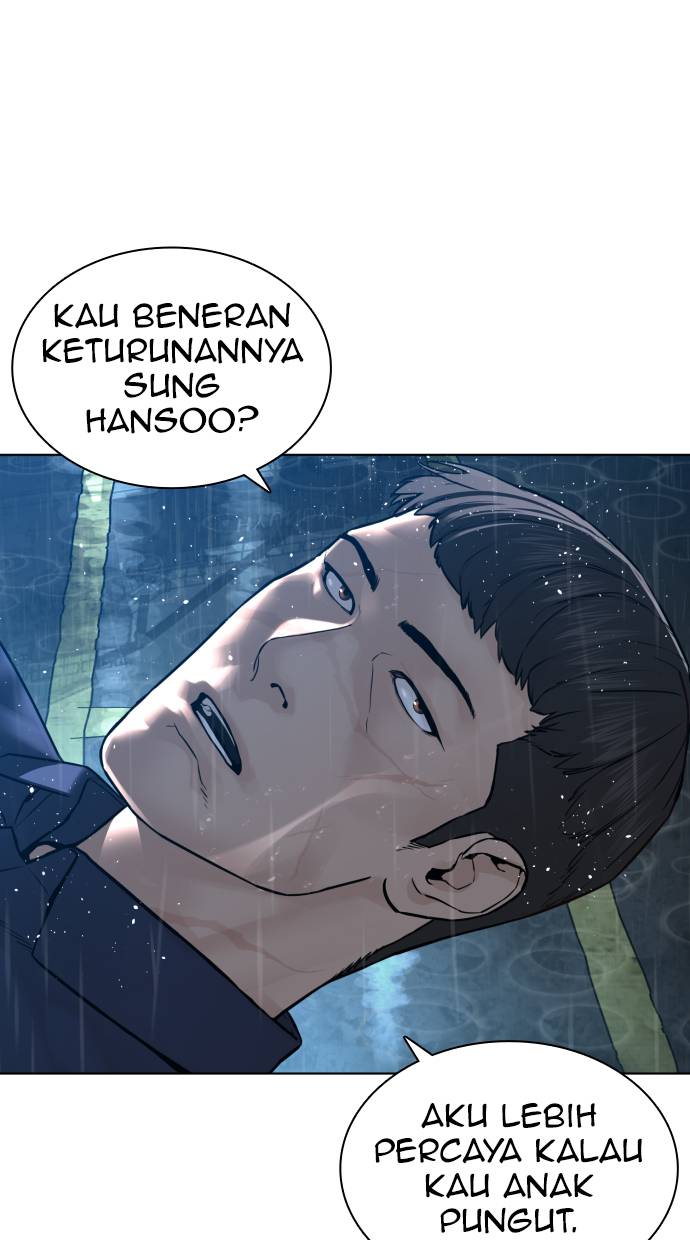 KAU BENERAN
KETURUNANNYA
SUNG
HANSOO?
AKU LEBIH
PERCAYA KALAU
KAU ANAK
PUNGUT.